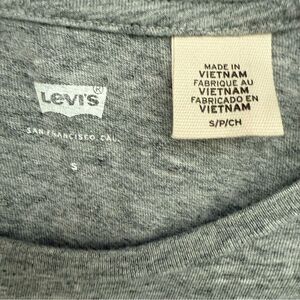 Levi's®
SAN FRANCISCO, CAL.
S
MADE IN
VIETNAM
FABRIQUE AU
VIETNAM
FABRICADO EN
VIETNAM
S/P/CH